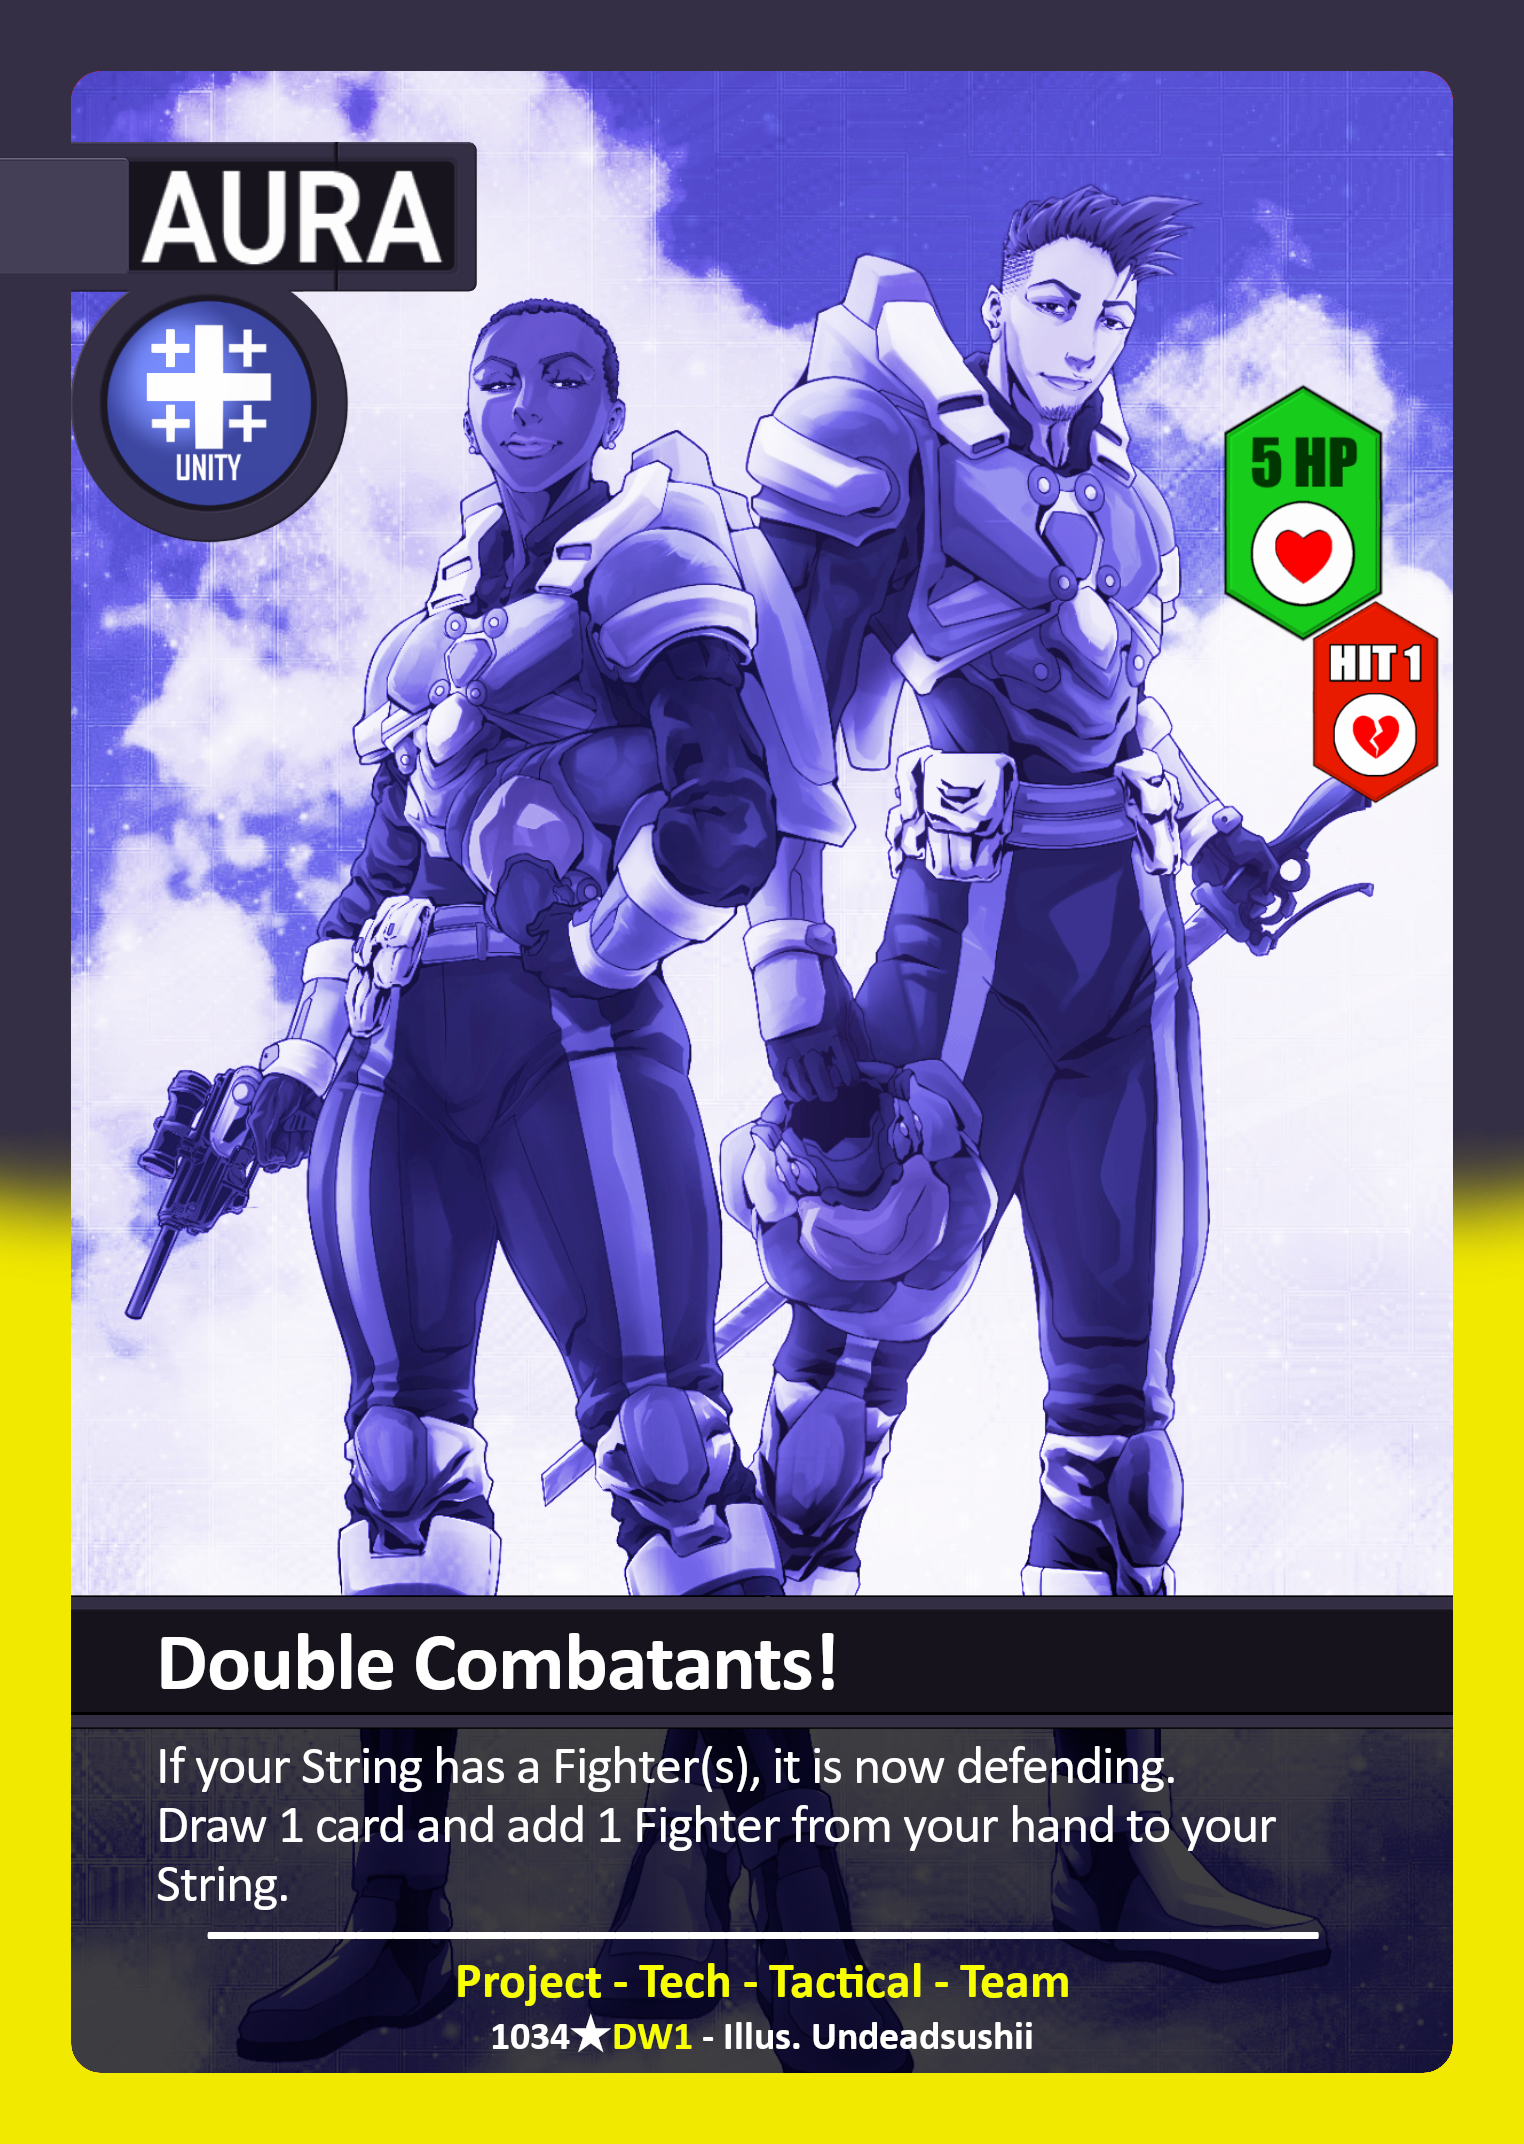 AURA
UNITY
5 HP
HIT 1
Double Combatants!
If your String has a Fighter(s), it is now defending.
Draw 1 card and add 1 Fighter from your hand to your
String.
Project - Tech - Tactical - Team
1034★DW1 - Illus. Undeadsushii